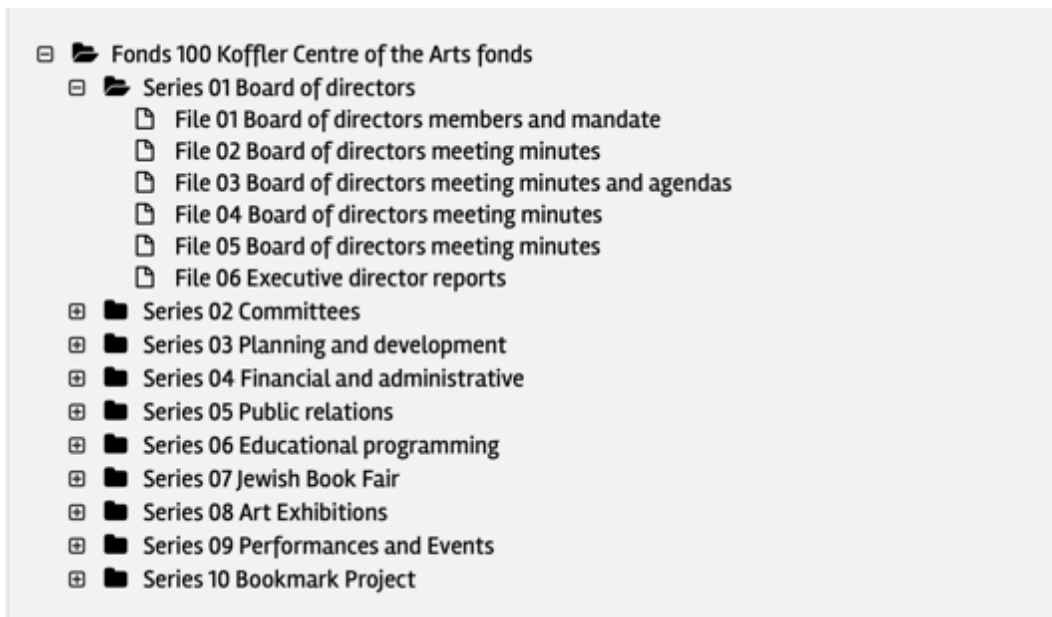 Fonds 100 Koffler Centre of the Arts fonds
Series 01 Board of directors
File 01 Board of directors members and mandate
File 02 Board of directors meeting minutes
File 03 Board of directors meeting minutes and agendas
File 04 Board of directors meeting minutes
File 05 Board of directors meeting minutes
File 06 Executive director reports
Series 02 Committees
Series 03 Planning and development
Series 04 Financial and administrative
Series 05 Public relations
Series 06 Educational programming
Series 07 Jewish Book Fair
Series 08 Art Exhibitions
Series 09 Performances and Events
Series 10 Bookmark Project